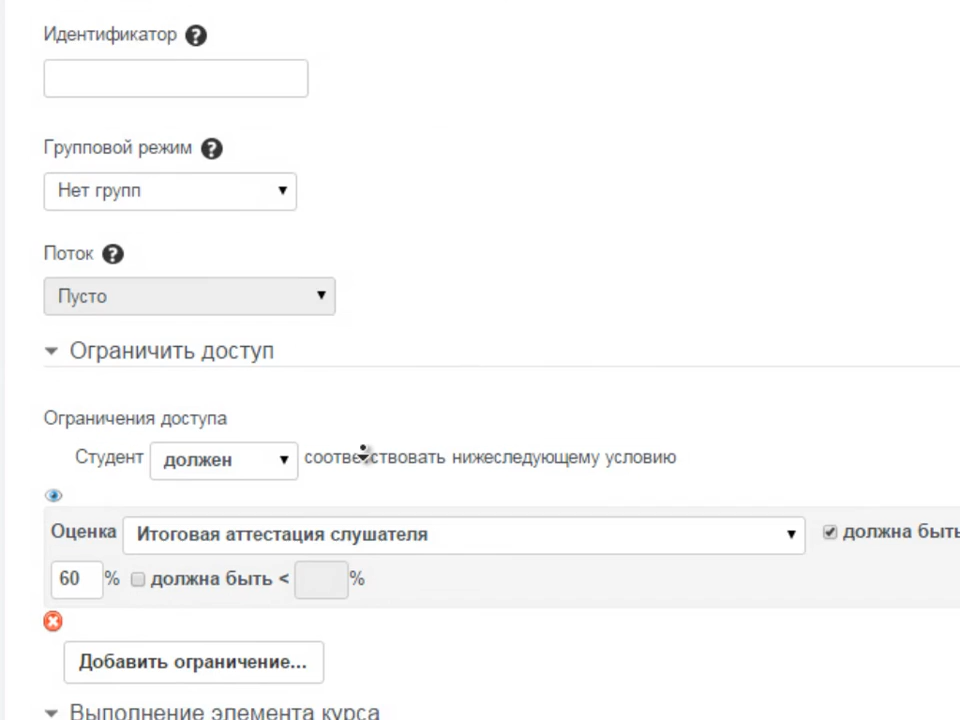 Идентификатор
Групповой режим
Нет групп
Поток
Пусто
Ограничить доступ
Ограничения доступа
Студент должен соответствовать нижеследующему условию
Оценка Итоговая аттестация слушателя должна быть
60 % должна быть < %
Добавить ограничение...
Выполнение элемента курса